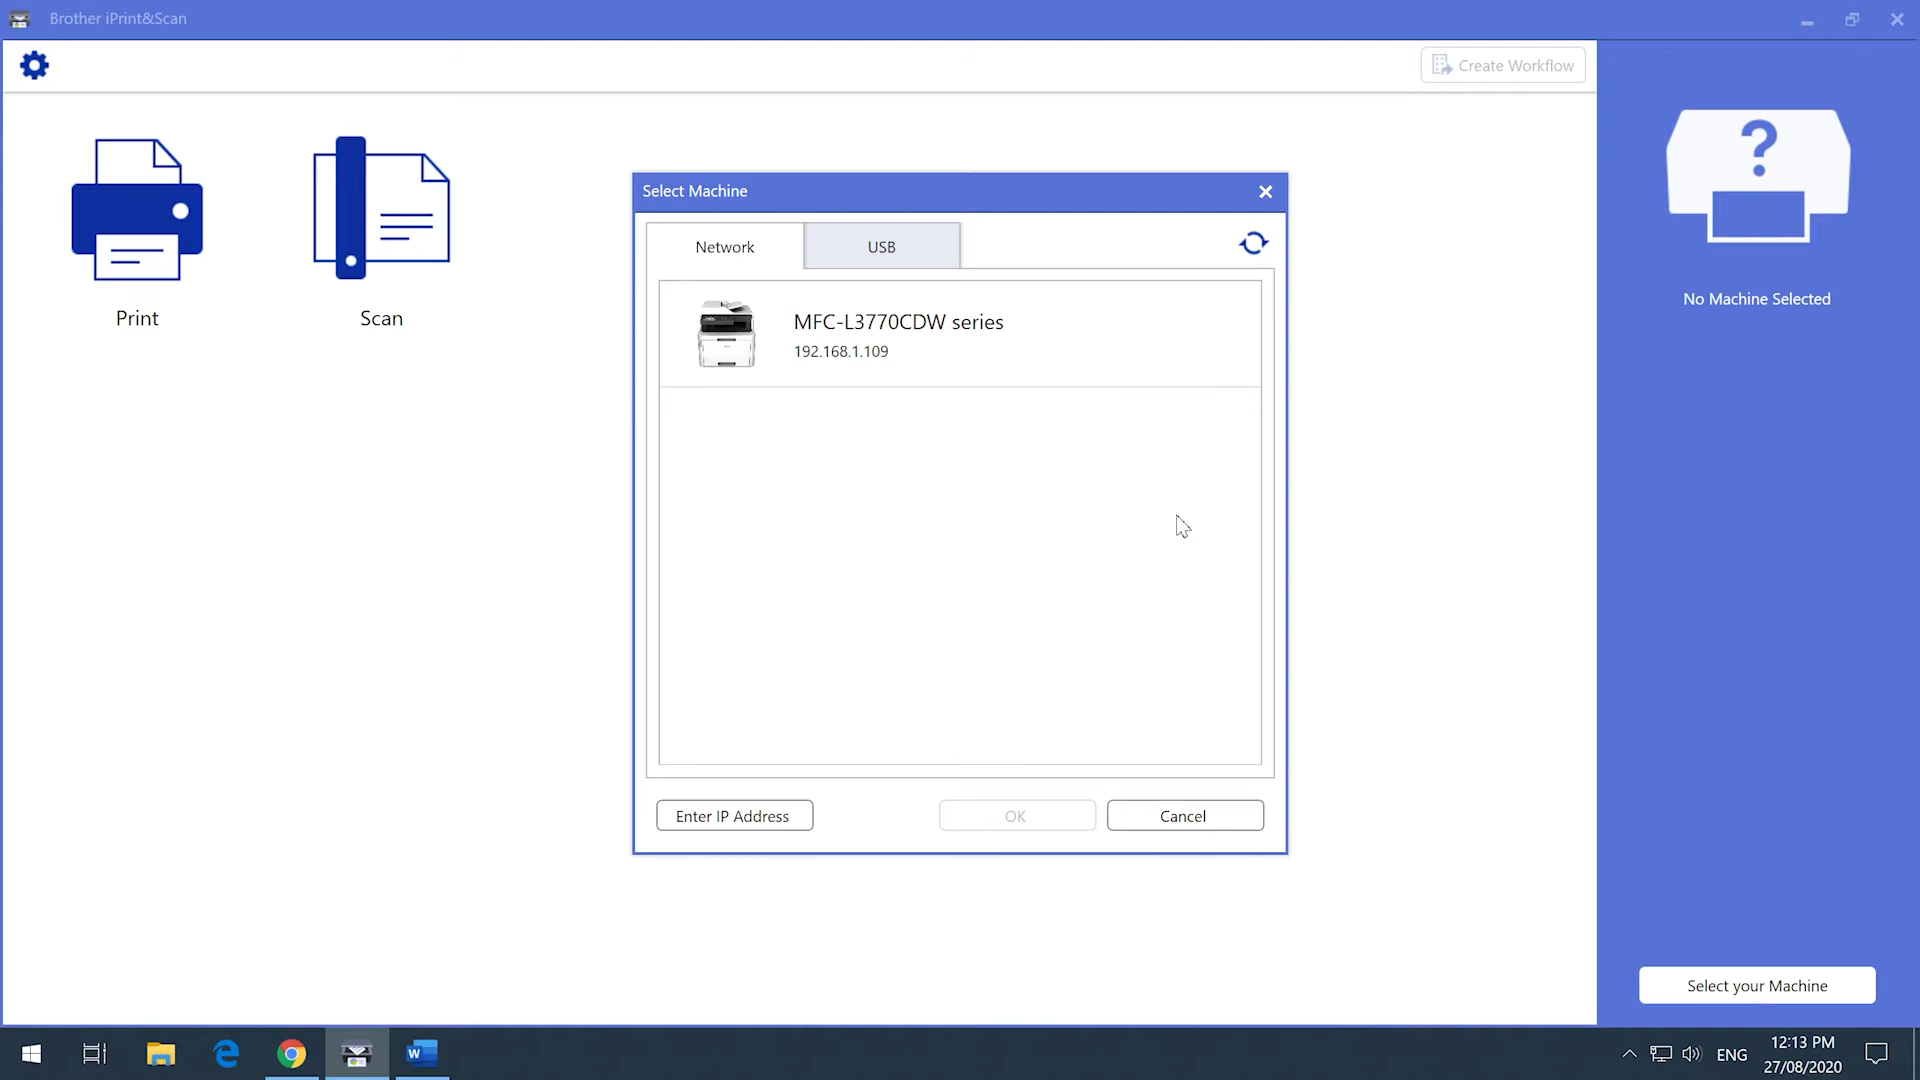 Brother iPrint&Scan
Create Workflow
Print
Scan
Select Machine
Network
USB
MFC-L3770CDW series
192.168.1.109
Enter IP Address
OK
Cancel
?
No Machine Selected
Select your Machine
W
ENG
12:13 PM
27/08/2020